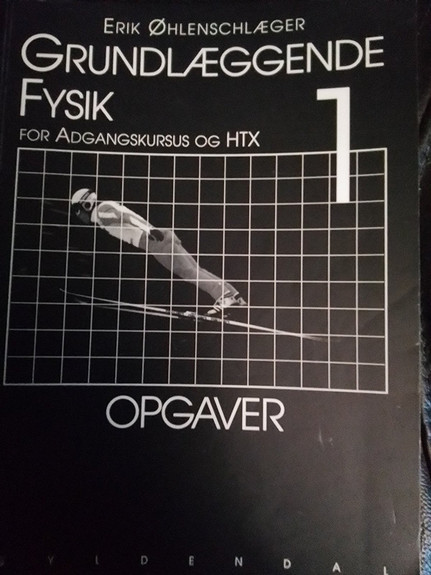 ERIK ØHLENSCHLÆGER
GRUNDLÆGGENDE
FYSIK
FOR ADGANGSKURSUS OG HTX
1
OPGAVER
GYLDENDAL